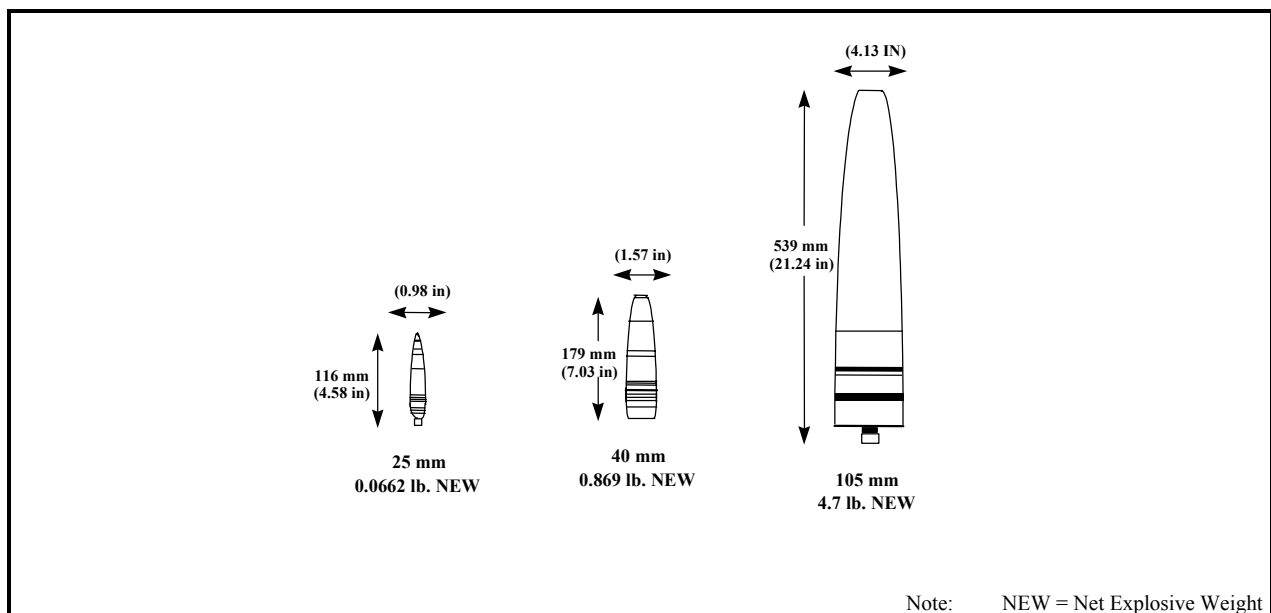 (0.98 in)
116 mm
(4.58 in)
25 mm
0.0662 lb. NEW
(1.57 in)
179 mm
(7.03 in)
40 mm
0.869 lb. NEW
(4.13 IN)
539 mm
(21.24 in)
105 mm
4.7 lb. NEW
Note: NEW = Net Explosive Weight